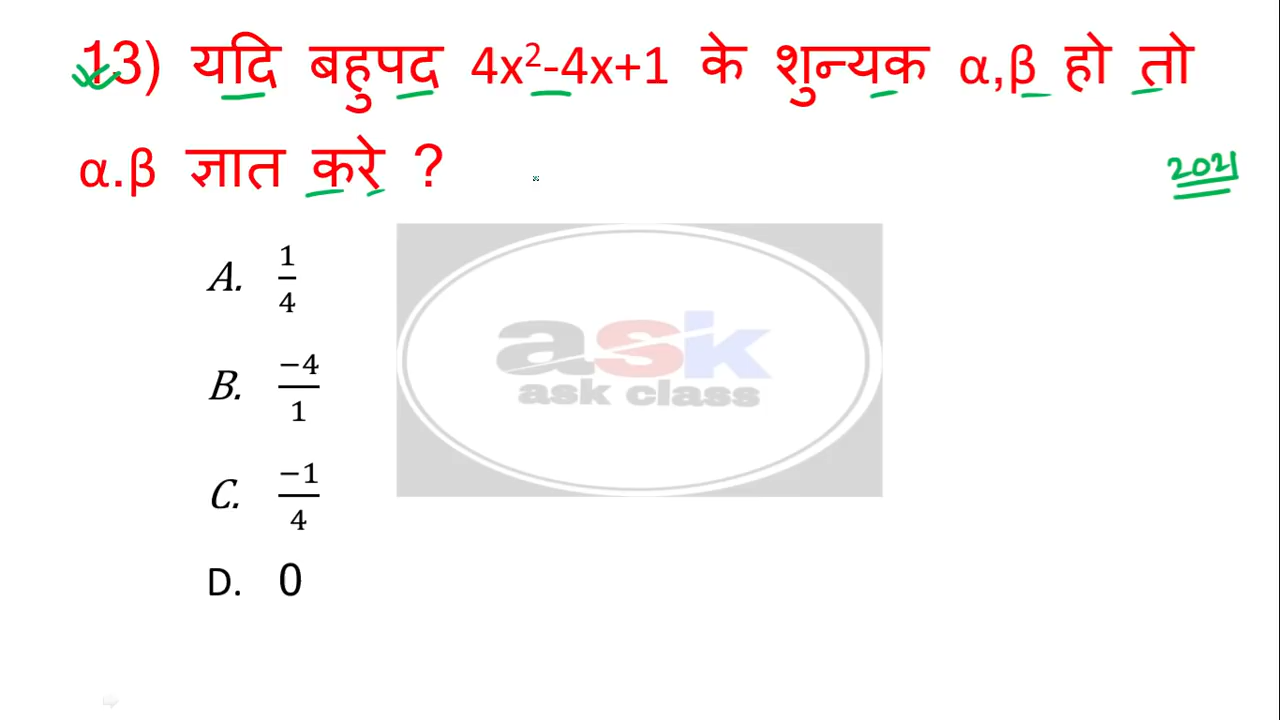 13) यदि बहुपद 4x²-4x+1 के शुन्यक α,β हो तो
α.β ज्ञात करे ?
2021
A. 1/4
ask
ask class
B. −4/1
C. −1/4
D. 0